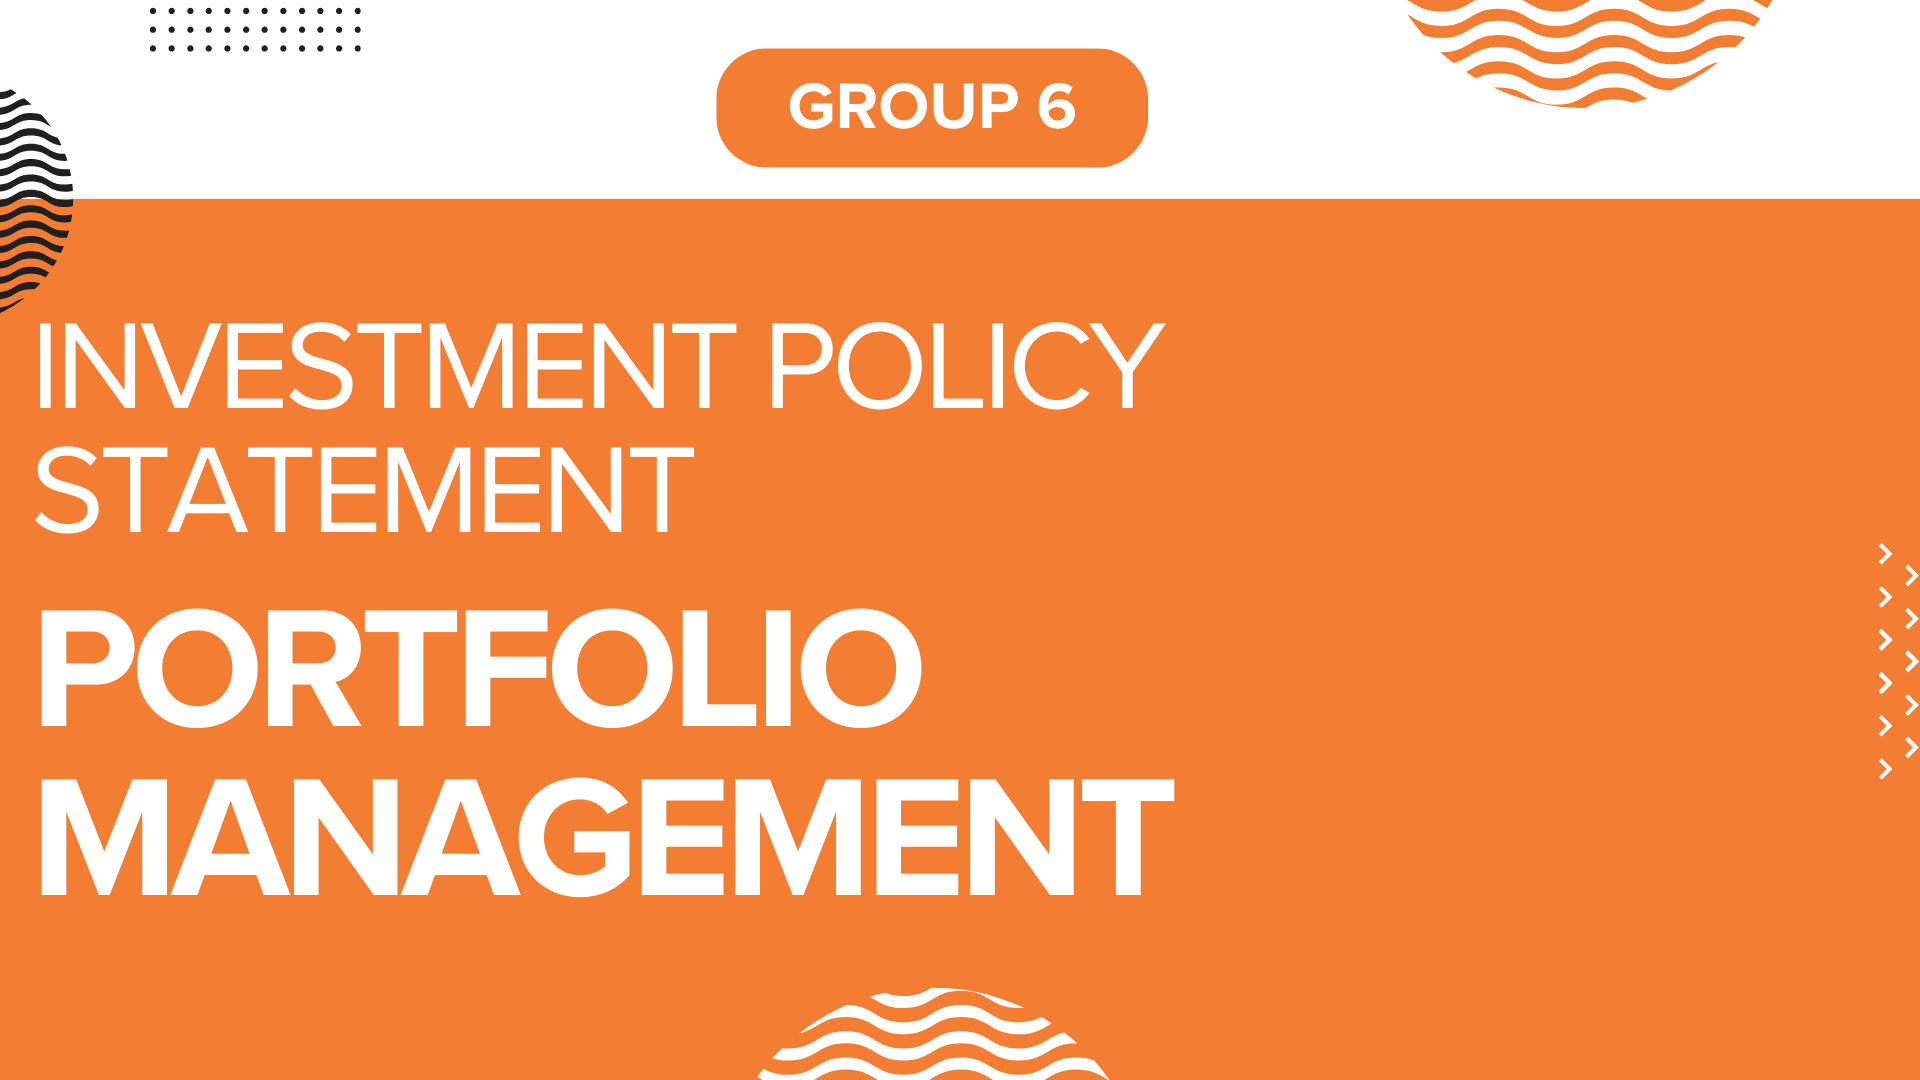 GROUP 6
INVESTMENT POLICY
STATEMENT
PORTFOLIO
MANAGEMENT